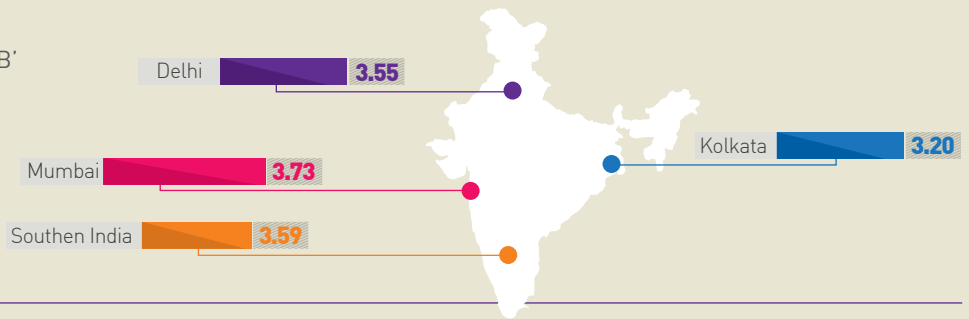 B’
Delhi 3.55
Kolkata 3.20
Mumbai 3.73
Southen India 3.59